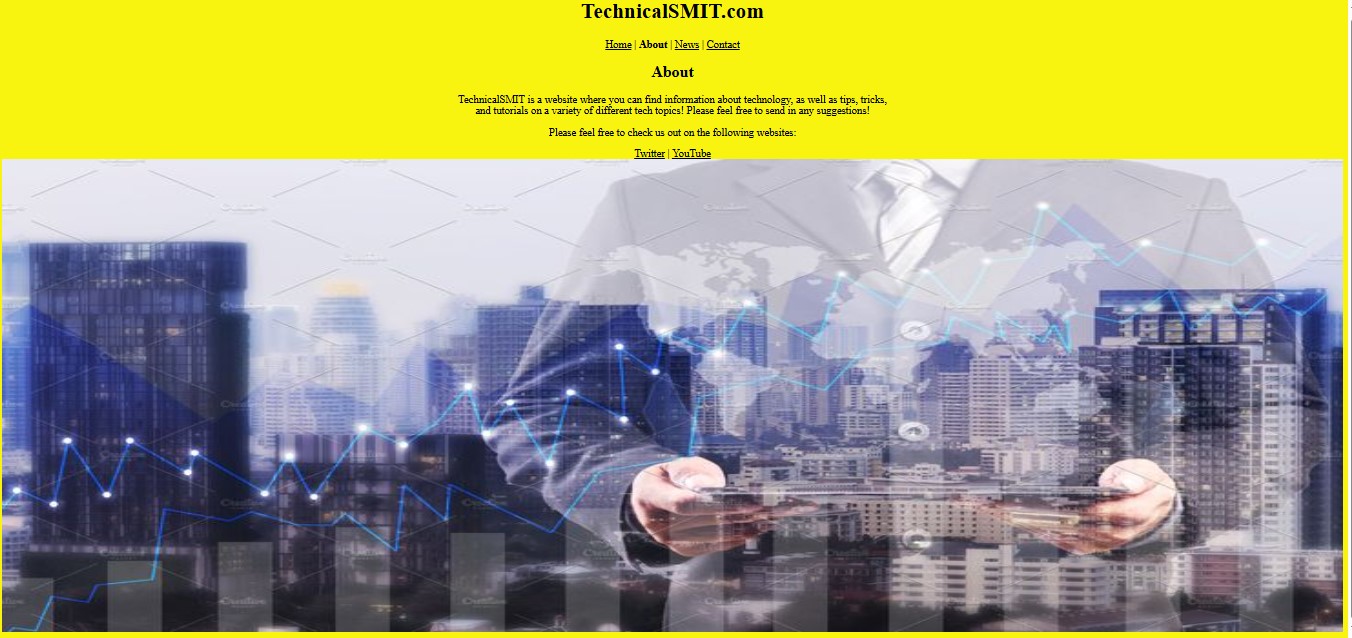 TechnicalSMIT.com
Home | About | News | Contact
About
TechnicalSMIT is a website where you can find information about technology, as well as tips, tricks,
and tutorials on a variety of different tech topics! Please feel free to send in any suggestions!
Please feel free to check us out on the following websites:
Twitter | YouTube